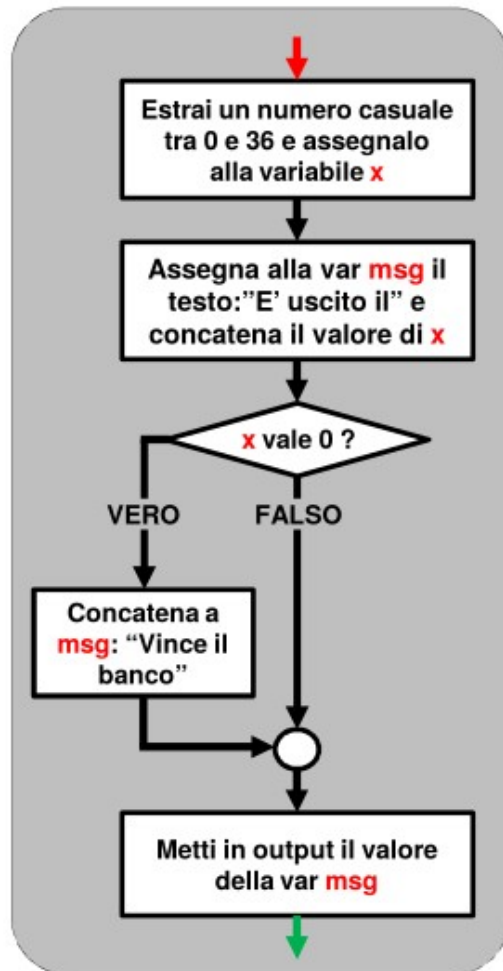 Estrai un numero casuale
tra 0 e 36 e assegnalo
alla variabile x
Assegna alla var msg il
testo:”E’ uscito il” e
concatena il valore di x
x vale 0 ?
VERO
FALSO
Concatena a
msg: “Vince il
banco”
Metti in output il valore
della var msg